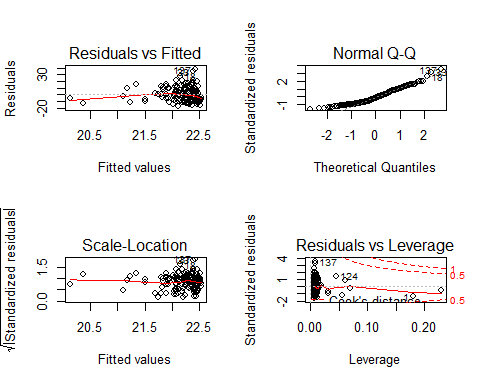 Residuals vs Fitted
Residuals
30
-20
20.5
21.5
22.5
Fitted values
Normal Q-Q
Standardized residuals
2
-1
-2
-1
0
1
2
Theoretical Quantiles
Scale-Location
√|Standardized residuals|
1.5
0.0
20.5
21.5
22.5
Fitted values
Residuals vs Leverage
Standardized residuals
4
2
-2
137
124
1
0.5
0.5
Cook's distance
0.00
0.10
0.20
Leverage